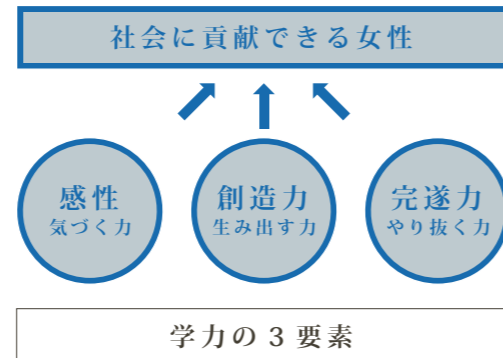 社会に貢献できる女性
感性
気づく力
創造力
生み出す力
完遂力
やり抜く力
学力の3要素